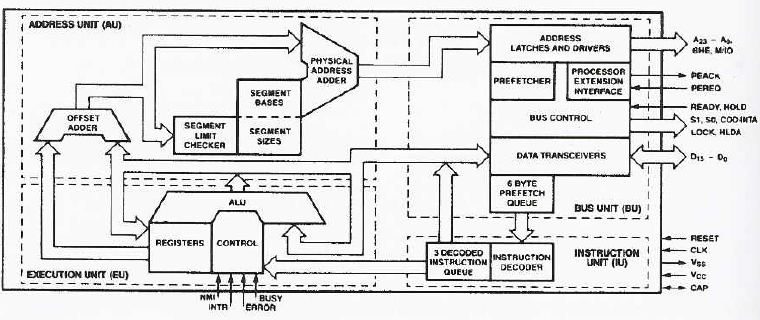 ADDRESS UNIT (AU)
OFFSET
ADDER
PHYSICAL
ADDRESS
ADDER
SEGMENT
BASES
SEGMENT
LIMIT
CHECKER
SEGMENT
SIZES
ADDRESS
LATCHES AND DRIVERS
PREFETCHER
PROCESSOR
EXTENSION
INTERFACE
BUS CONTROL
DATA TRANSCEIVERS
6 BYTE
PREFETCH
QUEUE
BUS UNIT (BU)
A23 – A0,
BHE, M/IO
PEACK
PEREQ
READY, HOLD
S1, S0, COD/INTA
LOCK, HLDA
D15 – D0
ALU
REGISTERS
CONTROL
EXECUTION UNIT (EU)
NMI
INTR
ERROR
BUSY
3 DECODED
INSTRUCTION
QUEUE
INSTRUCTION
DECODER
INSTRUCTION
UNIT (IU)
RESET
CLK
VSS
VCC
CAP